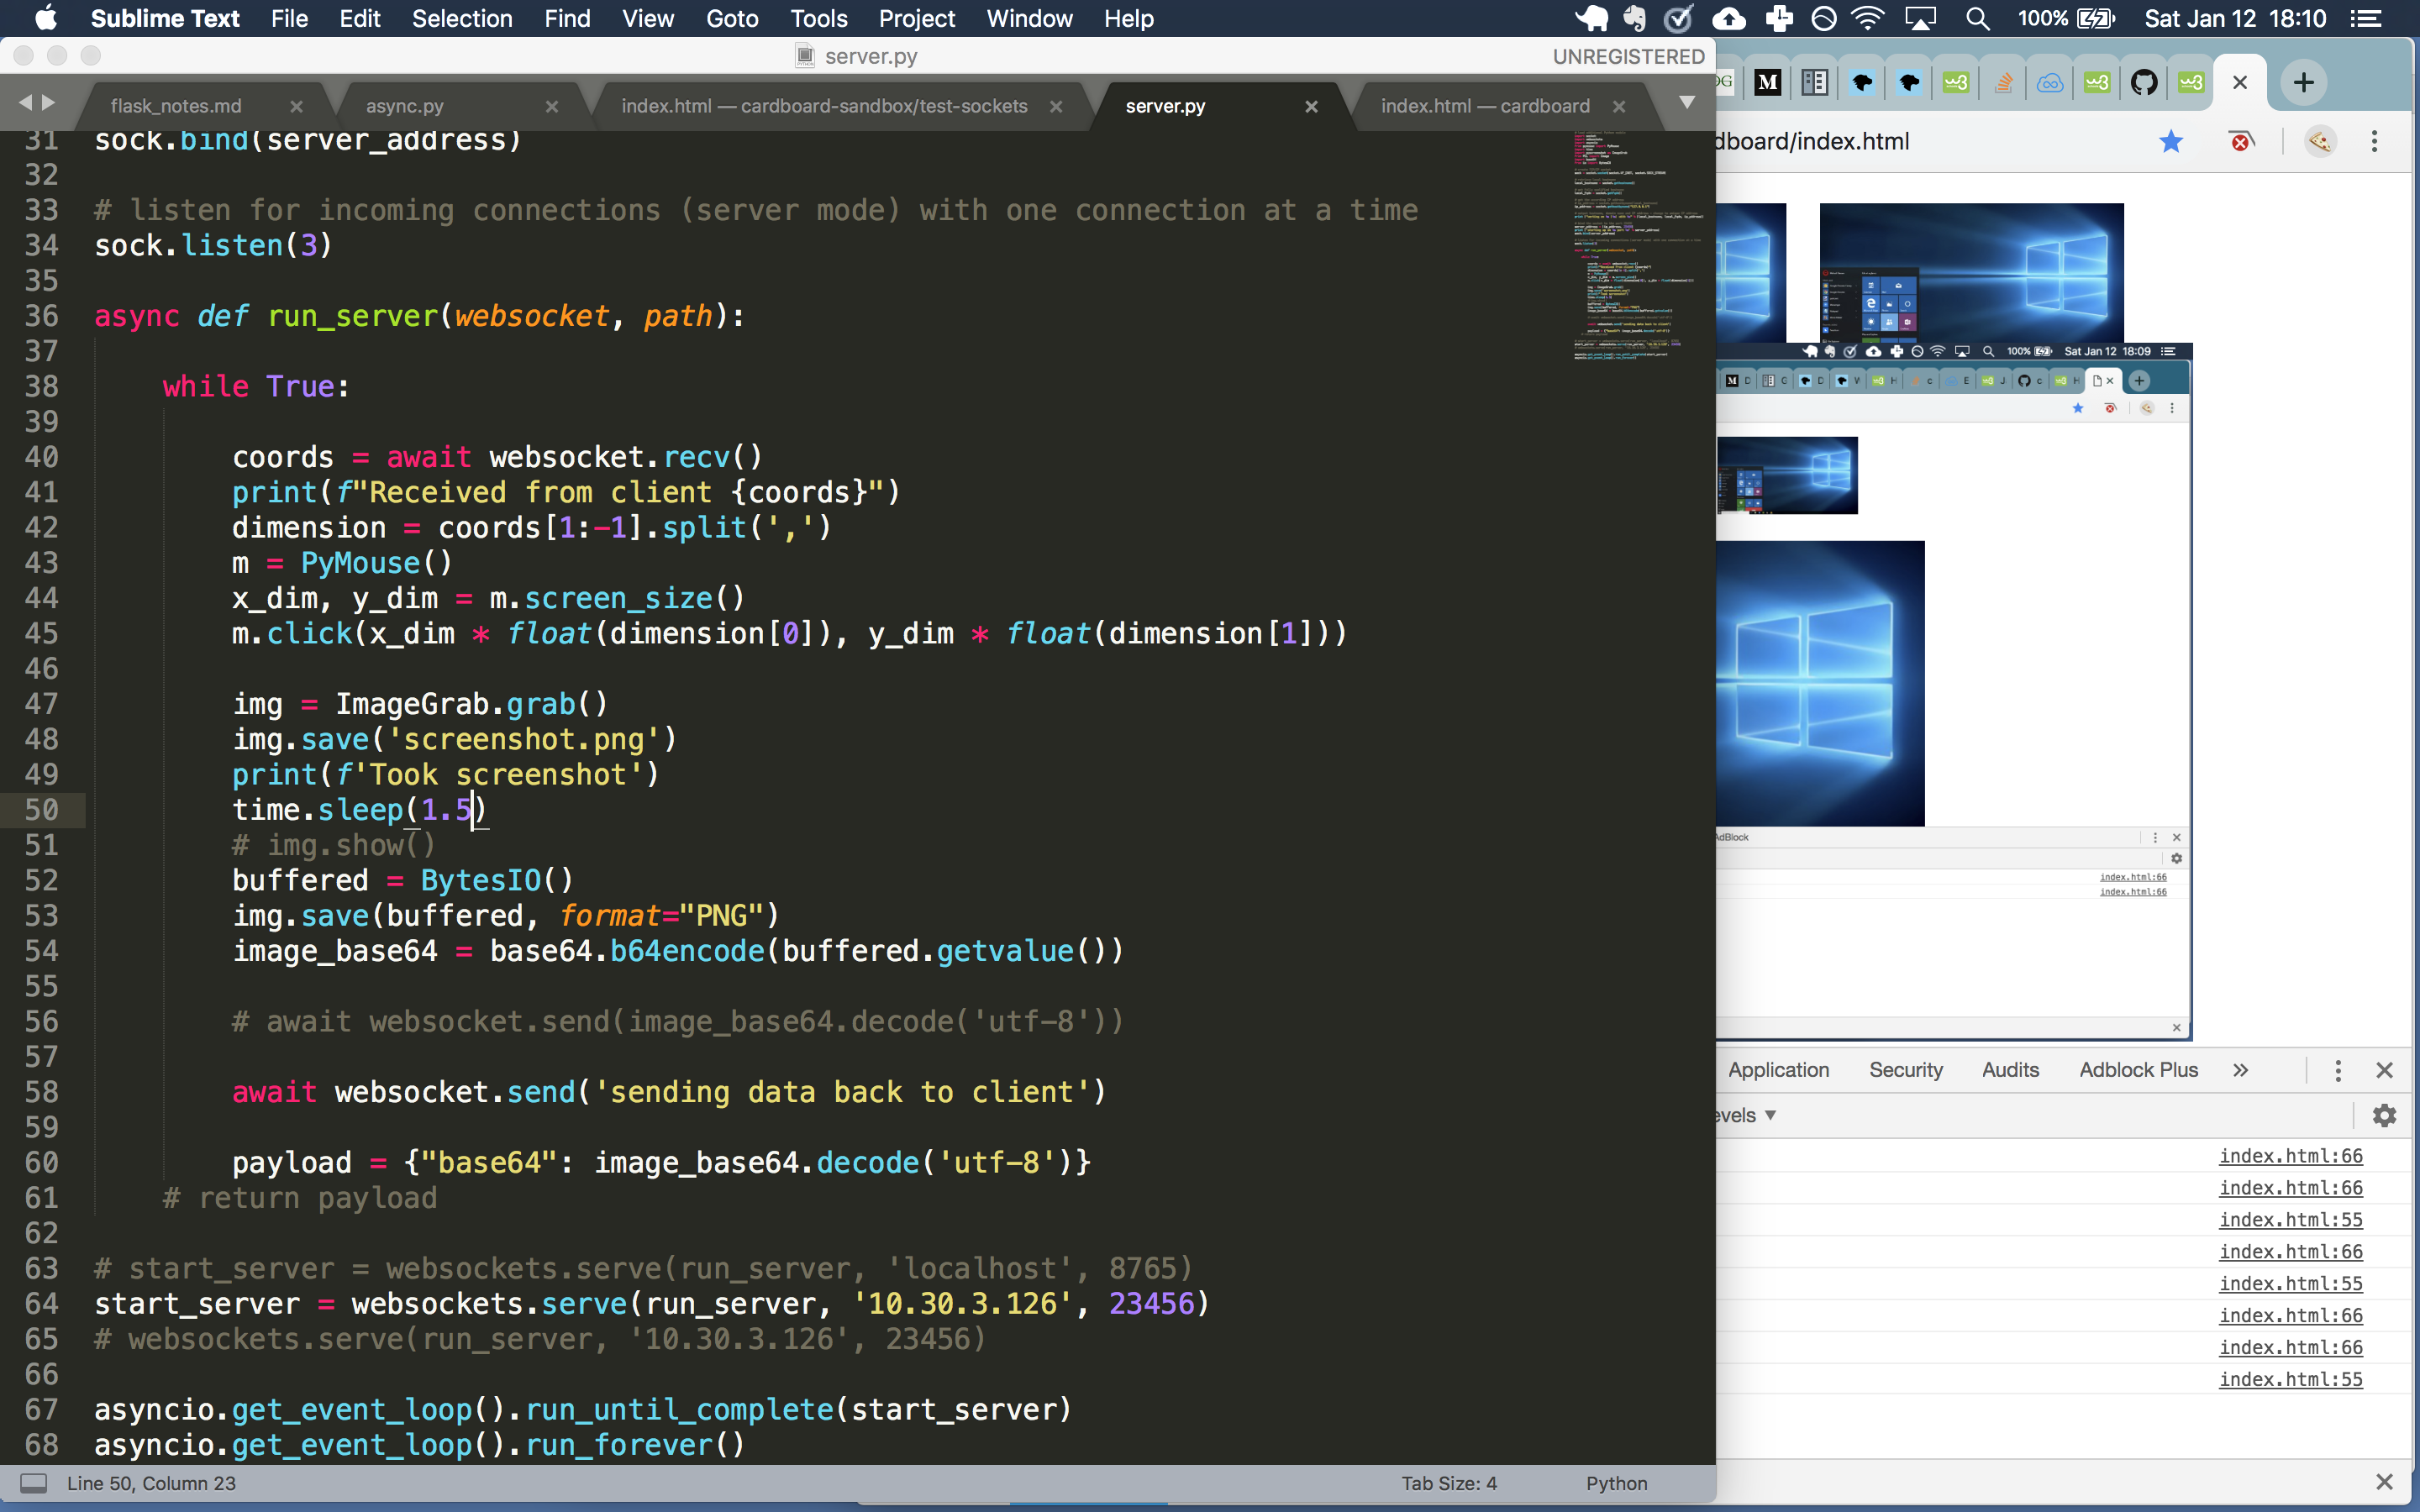 Sublime Text File Edit Selection Find View Goto Tools Project Window Help 100% Sat Jan 12 18:10
server.py UNREGISTERED
flask_notes.md async.py index.html — cardboard-sandbox/test-sockets server.py index.html — cardboard
31 sock.bind(server_address)
32
33 # listen for incoming connections (server mode) with one connection at a time
34 sock.listen(3)
35
36 async def run_server(websocket, path):
37
38 while True:
39
40 coords = await websocket.recv()
41 print(f"Received from client {coords}")
42 dimension = coords[1:-1].split(',')
43 m = PyMouse()
44 x_dim, y_dim = m.screen_size()
45 m.click(x_dim * float(dimension[0]), y_dim * float(dimension[1]))
46
47 img = ImageGrab.grab()
48 img.save('screenshot.png')
49 print(f'Took screenshot')
50 time.sleep(1.5)
51 # img.show()
52 buffered = BytesIO()
53 img.save(buffered, format="PNG")
54 image_base64 = base64.b64encode(buffered.getvalue())
55
56 # await websocket.send(image_base64.decode('utf-8'))
57
58 await websocket.send('sending data back to client')
59
60 payload = {"base64": image_base64.decode('utf-8')}
61 # return payload
62
63 # start_server = websockets.serve(run_server, 'localhost', 8765)
64 start_server = websockets.serve(run_server, '10.30.3.126', 23456)
65 # websockets.serve(run_server, '10.30.3.126', 23456)
66
67 asyncio.get_event_loop().run_until_complete(start_server)
68 asyncio.get_event_loop().run_forever()
Line 50, Column 23 Tab Size: 4 Python
dboard/index.html
100% Sat Jan 12 18:09
AdBlock
index.html:66
index.html:66
Application Security Audits Adblock Plus »
evels ▼
index.html:66
index.html:66
index.html:55
index.html:66
index.html:55
index.html:66
index.html:66
index.html:55